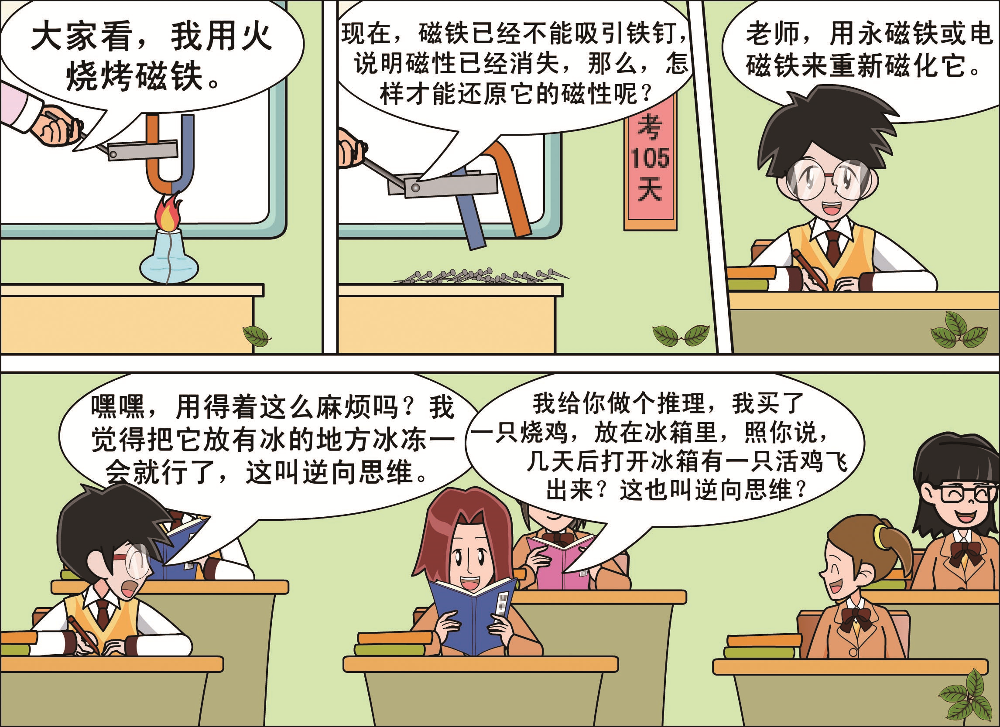 大家看，我用火
烧烤磁铁。
现在，磁铁已经不能吸引铁钉，
说明磁性已经消失，那么，怎
样才能还原它的磁性呢？
考
105
天
老师，用永磁铁或电
磁铁来重新磁化它。
嘿嘿，用得着这么麻烦吗？我
觉得把它放有冰的地方冰冻一
会就行了，这叫逆向思维。
我给你做个推理，我买了
一只烧鸡，放在冰箱里，照你说，
几天后打开冰箱有一只活鸡飞
出来？这也叫逆向思维？